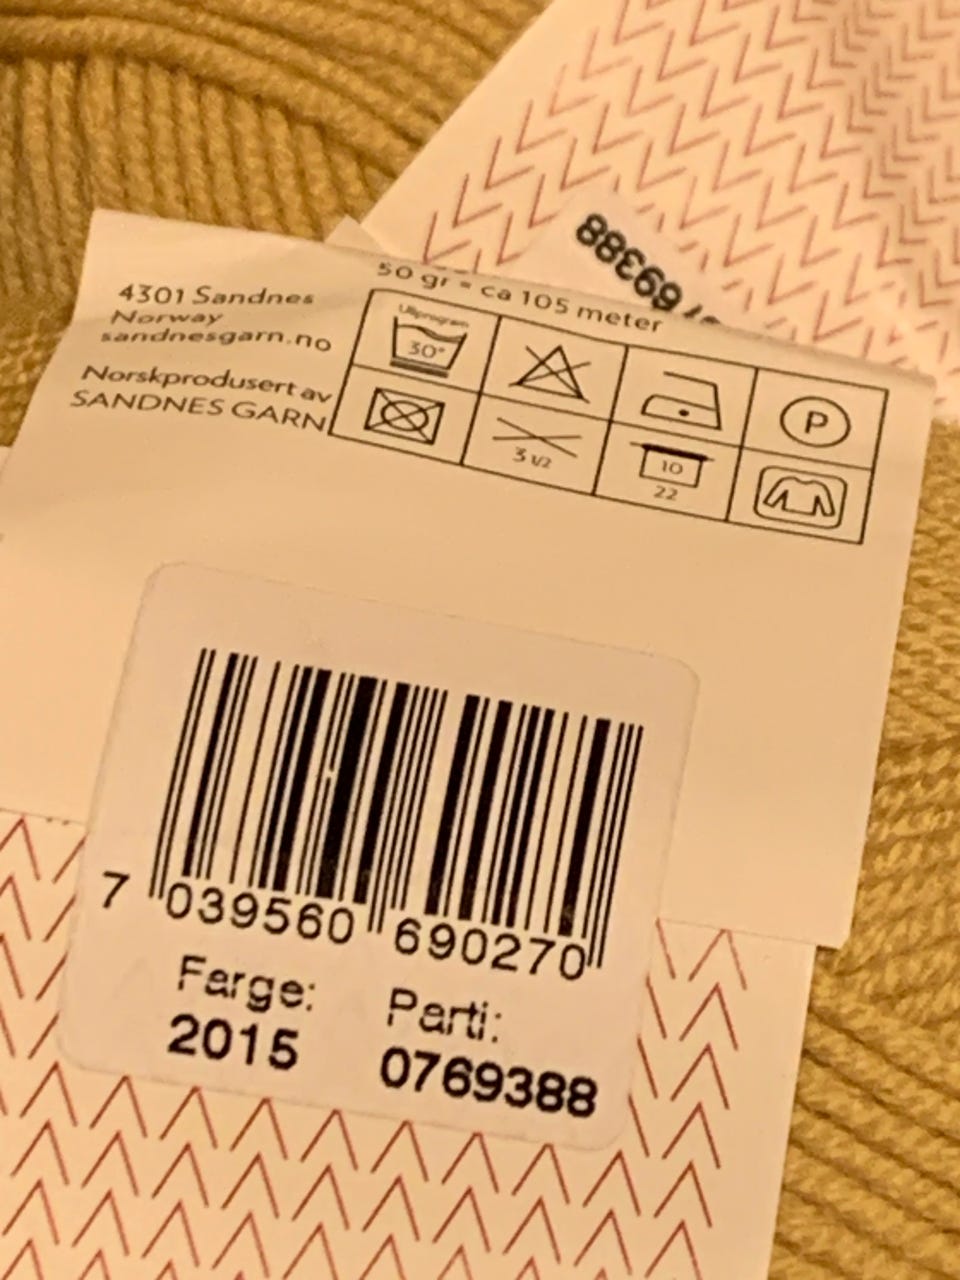 88369/
50 gr = ca 105 meter
4301 Sandnes
Norway
sandnesgarn.no
Norskprodusert av
SANDNES GARN
Ullprogram
30°
P
3 1/2
10
22
7 039560 690270
Farge: Parti:
2015 0769388